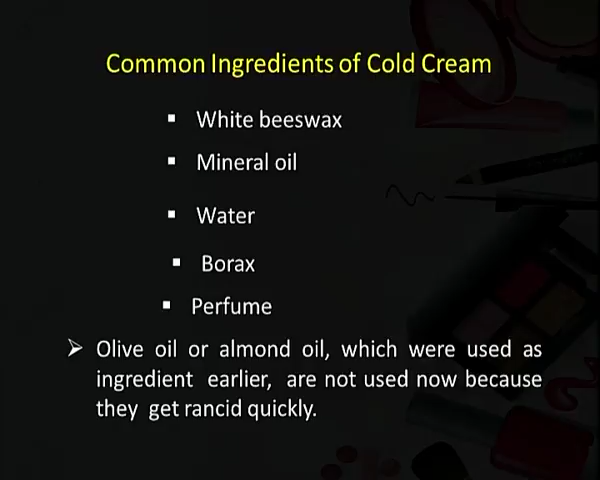 Common Ingredients of Cold Cream
▪ White beeswax
▪ Mineral oil
▪ Water
▪ Borax
▪ Perfume
➢ Olive oil or almond oil, which were used as
ingredient earlier, are not used now because
they get rancid quickly.